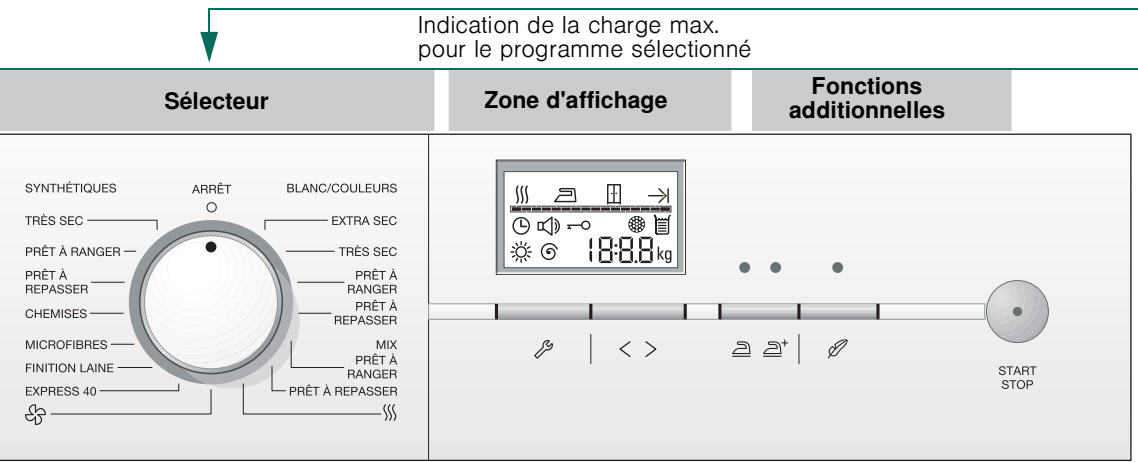 Indication de la charge max.
pour le programme sélectionné
Sélecteur
Zone d'affichage
Fonctions
additionnelles
SYNTHÉTIQUES
ARRÊT
BLANC/COULEURS
TRÈS SEC
PRÊT À RANGER
PRÊT À
REPASSER
CHEMISES
MICROFIBRES
FINITION LAINE
EXPRESS 40
EXTRA SEC
TRÈS SEC
PRÊT À
RANGER
PRÊT À
REPASSER
MIX
PRÊT À
RANGER
PRÊT À REPASSER
18:8.8 kg
< >
START
STOP